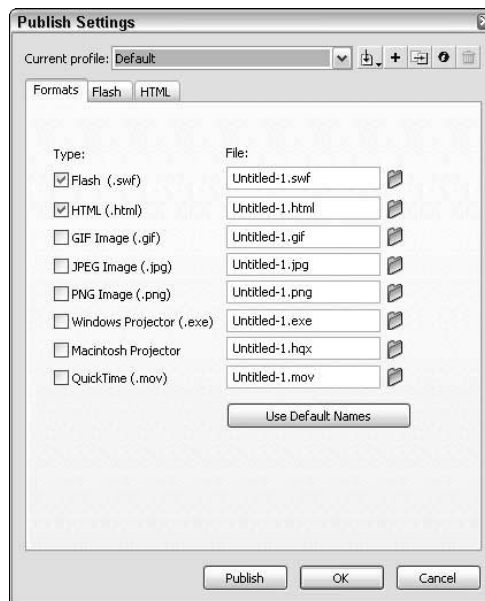 Publish Settings
Current profile: Default
Formats Flash HTML
Type: File:
Flash (.swf) Untitled-1.swf
HTML (.html) Untitled-1.html
GIF Image (.gif) Untitled-1.gif
JPEG Image (.jpg) Untitled-1.jpg
PNG Image (.png) Untitled-1.png
Windows Projector (.exe) Untitled-1.exe
Macintosh Projector Untitled-1.hqx
QuickTime (.mov) Untitled-1.mov
Use Default Names
Publish OK Cancel